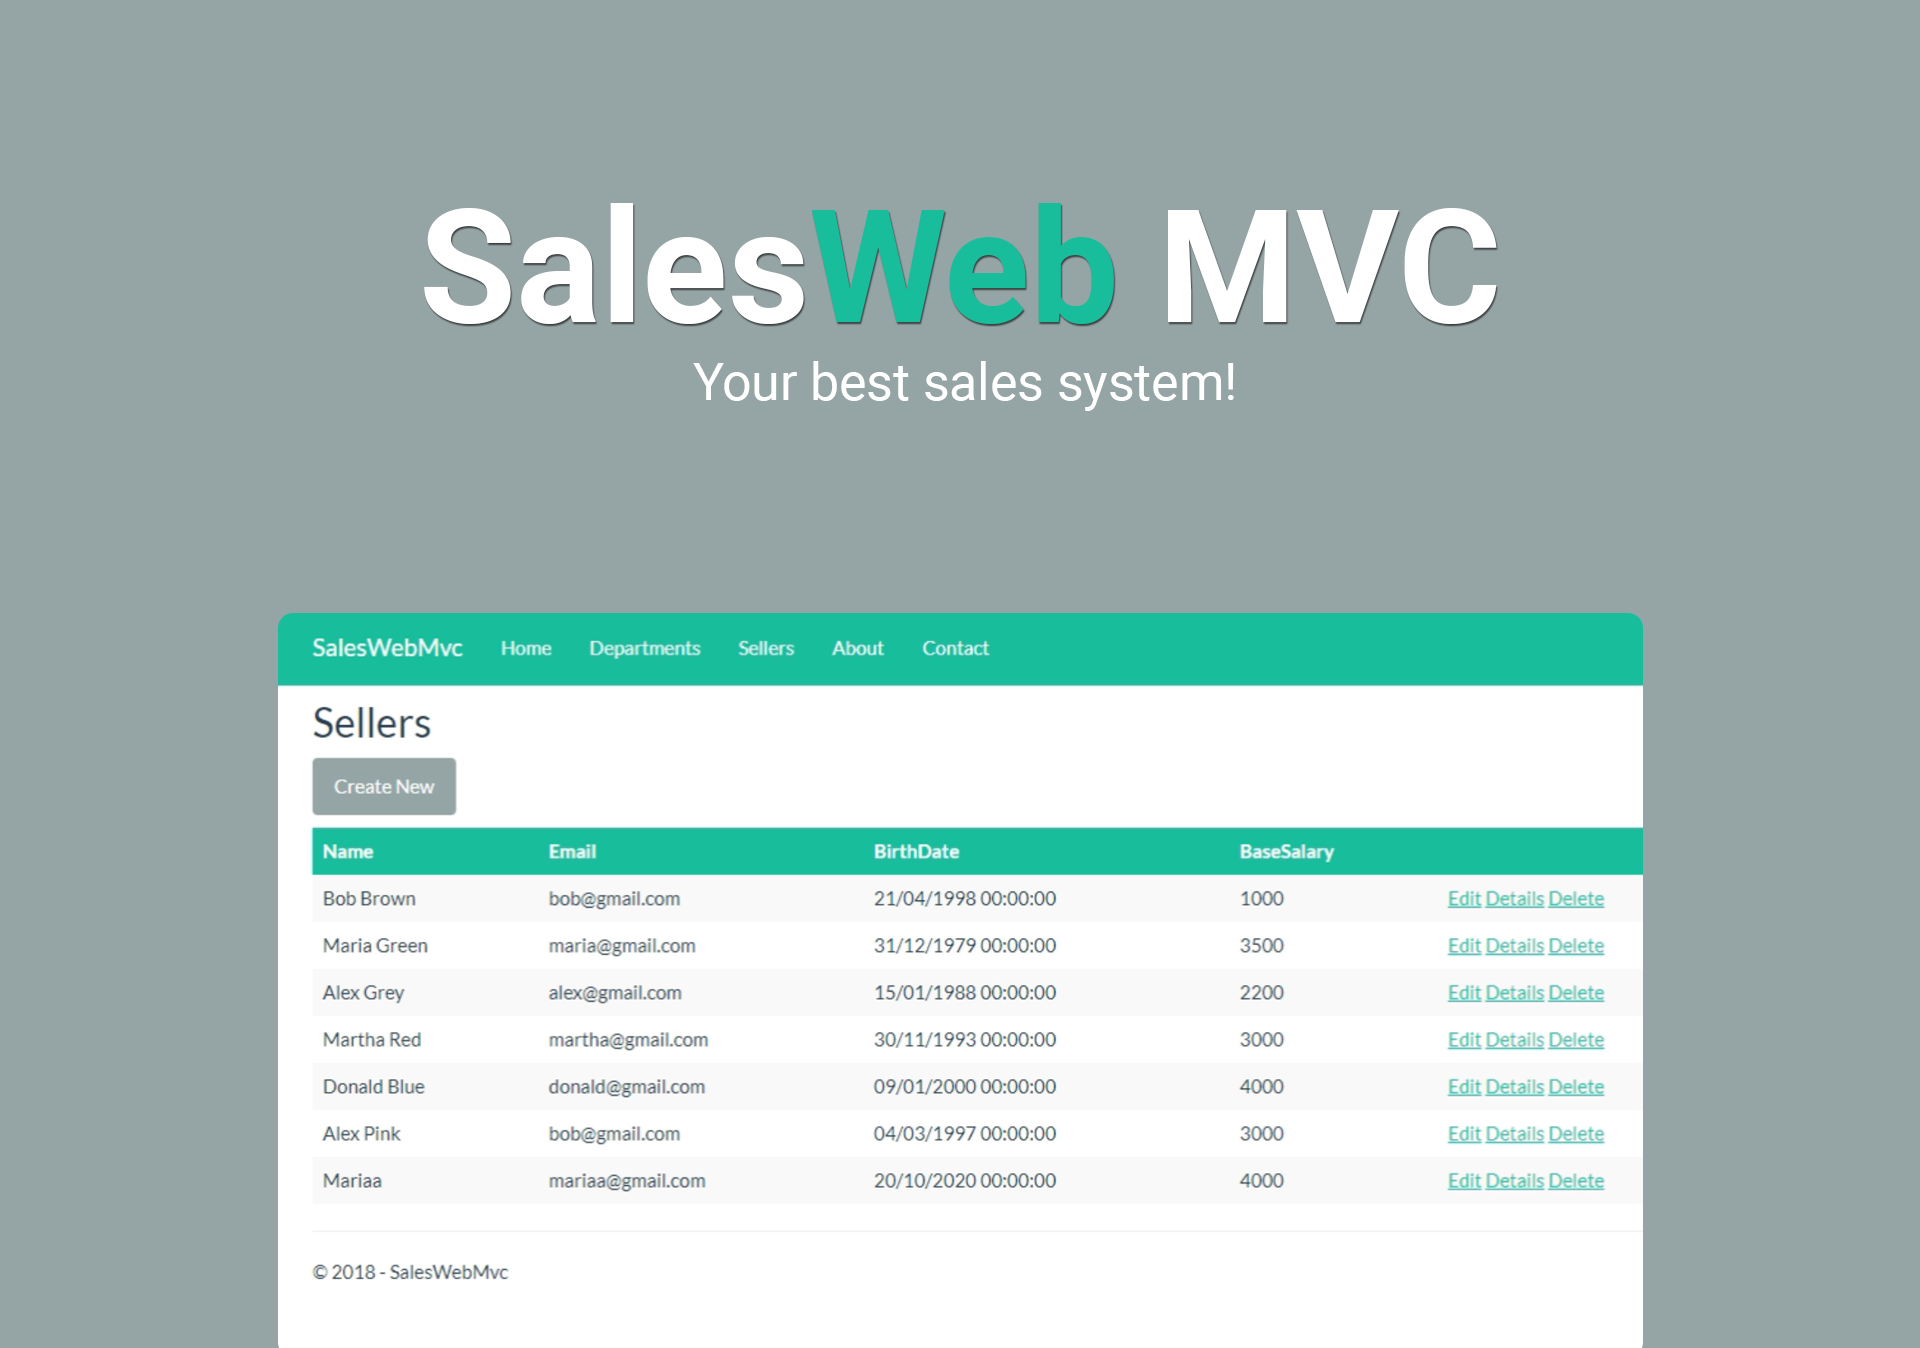 SalesWeb MVC
Your best sales system!
SalesWebMvc Home Departments Sellers About Contact
Sellers
Create New
Name Email BirthDate BaseSalary
Bob Brown bob@gmail.com 21/04/1998 00:00:00 1000 Edit Details Delete
Maria Green maria@gmail.com 31/12/1979 00:00:00 3500 Edit Details Delete
Alex Grey alex@gmail.com 15/01/1988 00:00:00 2200 Edit Details Delete
Martha Red martha@gmail.com 30/11/1993 00:00:00 3000 Edit Details Delete
Donald Blue donald@gmail.com 09/01/2000 00:00:00 4000 Edit Details Delete
Alex Pink bob@gmail.com 04/03/1997 00:00:00 3000 Edit Details Delete
Mariaa mariaa@gmail.com 20/10/2020 00:00:00 4000 Edit Details Delete
© 2018 - SalesWebMvc